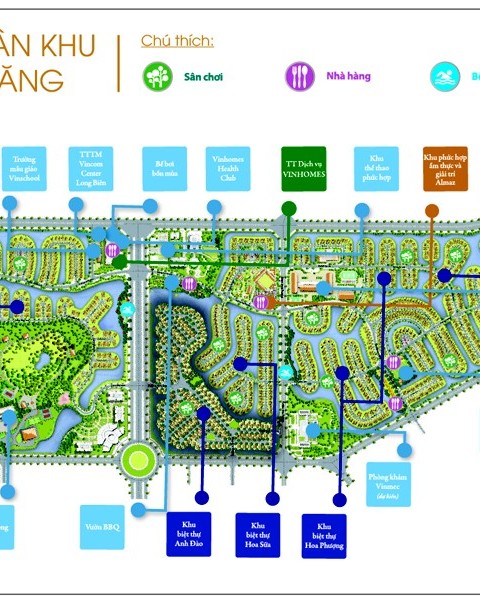 ÂN KHU
ĂNG
Chú thích:
Sân chơi
Nhà hàng
Trường
mẫu giáo
Vinschool
TTTM
Vincom
Center
Long Biên
Bể bơi
bốn mùa
Vinhomes
Health
Club
TT Dịch vụ
VINHOMES
Khu
thể thao
phức hợp
Khu phức hợp
ẩm thực và
giải trí
Almaz
Phòng khám
Vinmec
(dự kiến)
Vườn BBQ
Khu
biệt thự
Anh Đào
Khu
biệt thự
Hoa Sữa
Khu
biệt thự
Hoa Phượng